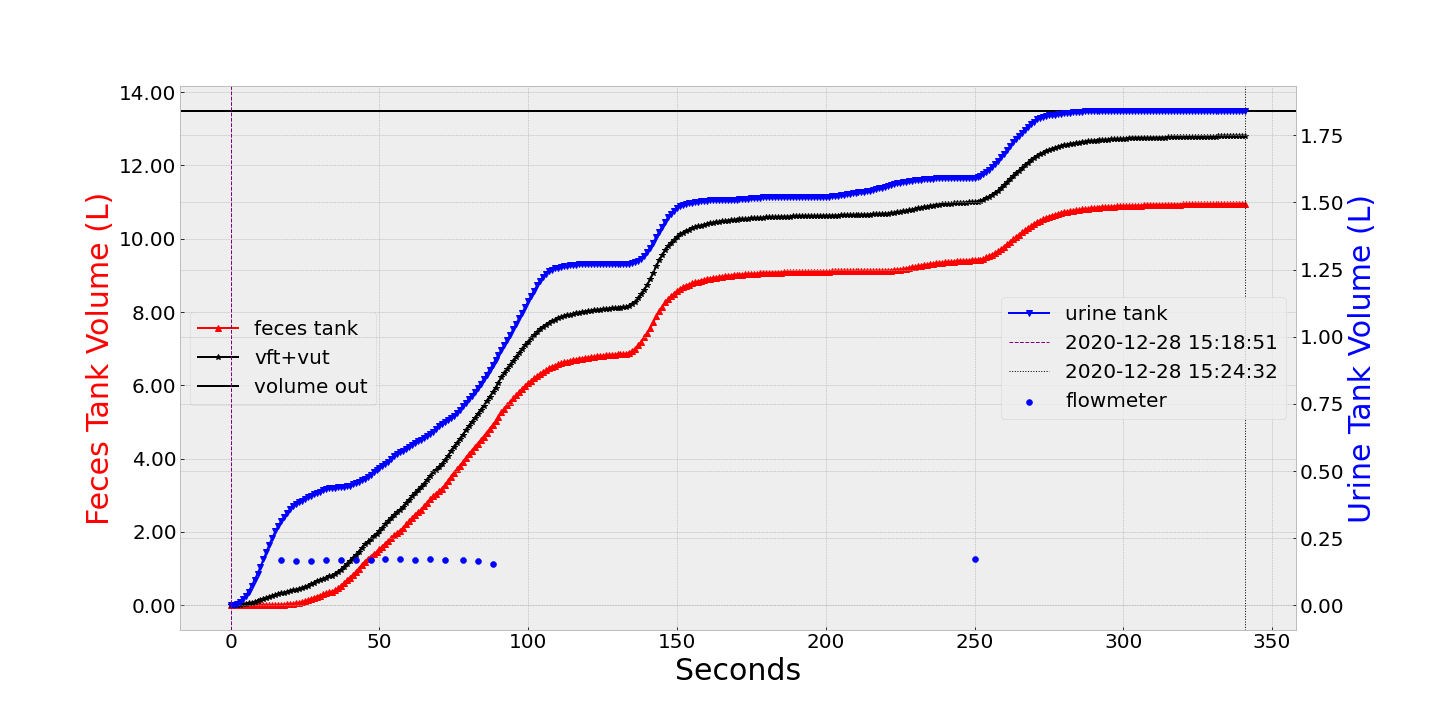 14.00
12.00
10.00
8.00
6.00
4.00
2.00
0.00
Feces Tank Volume (L)
feces tank
vft+vut
volume out
urine tank
2020-12-28 15:18:51
2020-12-28 15:24:32
flowmeter
1.75
1.50
1.25
1.00
0.75
0.50
0.25
0.00
Urine Tank Volume (L)
0 50 100 150 200 250 300 350
Seconds